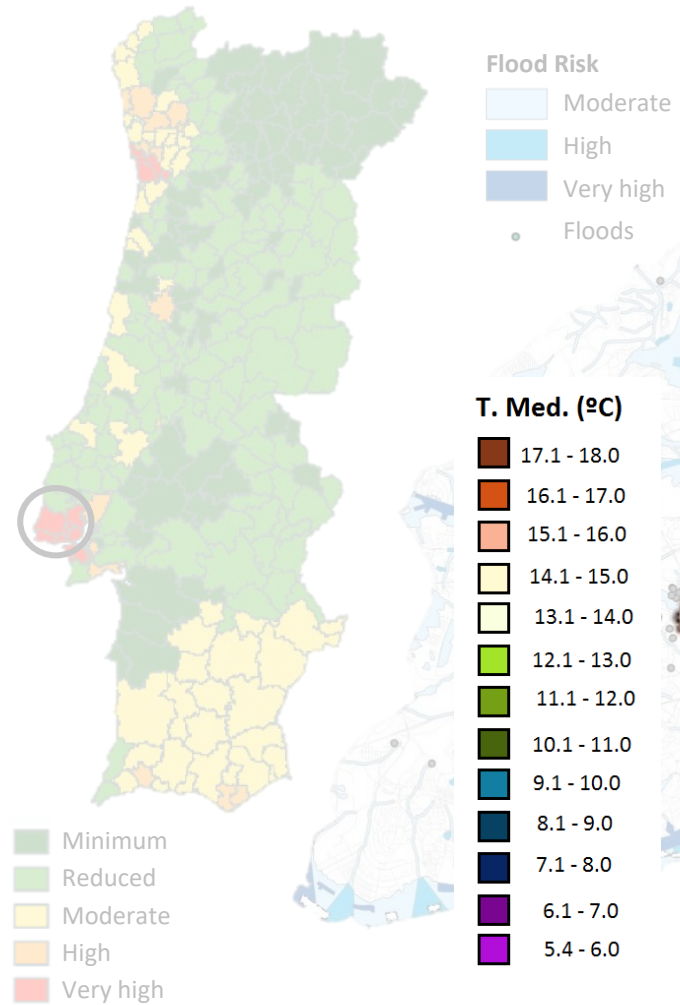 Flood Risk
Moderate
High
Very high
Floods
T. Med. (ºC)
17.1 - 18.0
16.1 - 17.0
15.1 - 16.0
14.1 - 15.0
13.1 - 14.0
12.1 - 13.0
11.1 - 12.0
10.1 - 11.0
9.1 - 10.0
8.1 - 9.0
7.1 - 8.0
6.1 - 7.0
5.4 - 6.0
Minimum
Reduced
Moderate
High
Very high